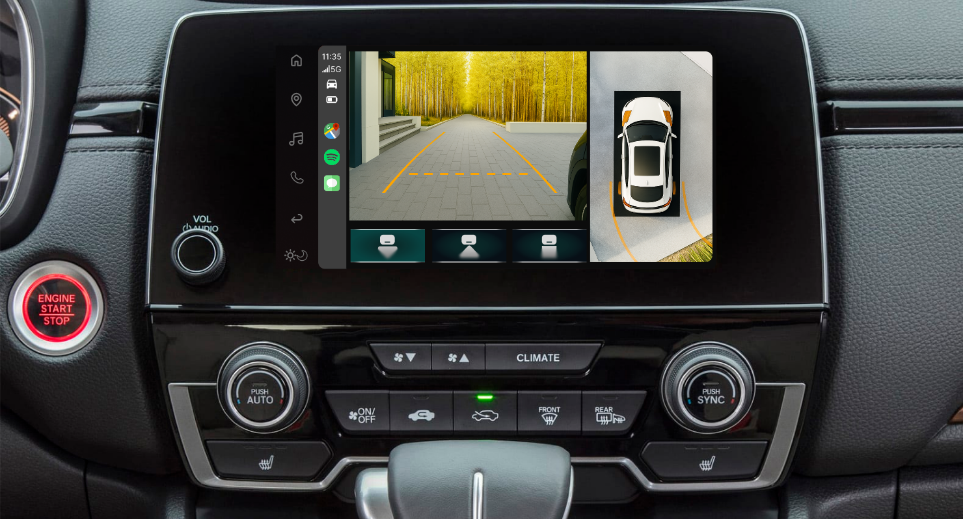 11:35
5G
VOL
AUDIO
ENGINE
START
STOP
CLIMATE
PUSH
AUTO
PUSH
SYNC
ON/
OFF
FRONT
REAR